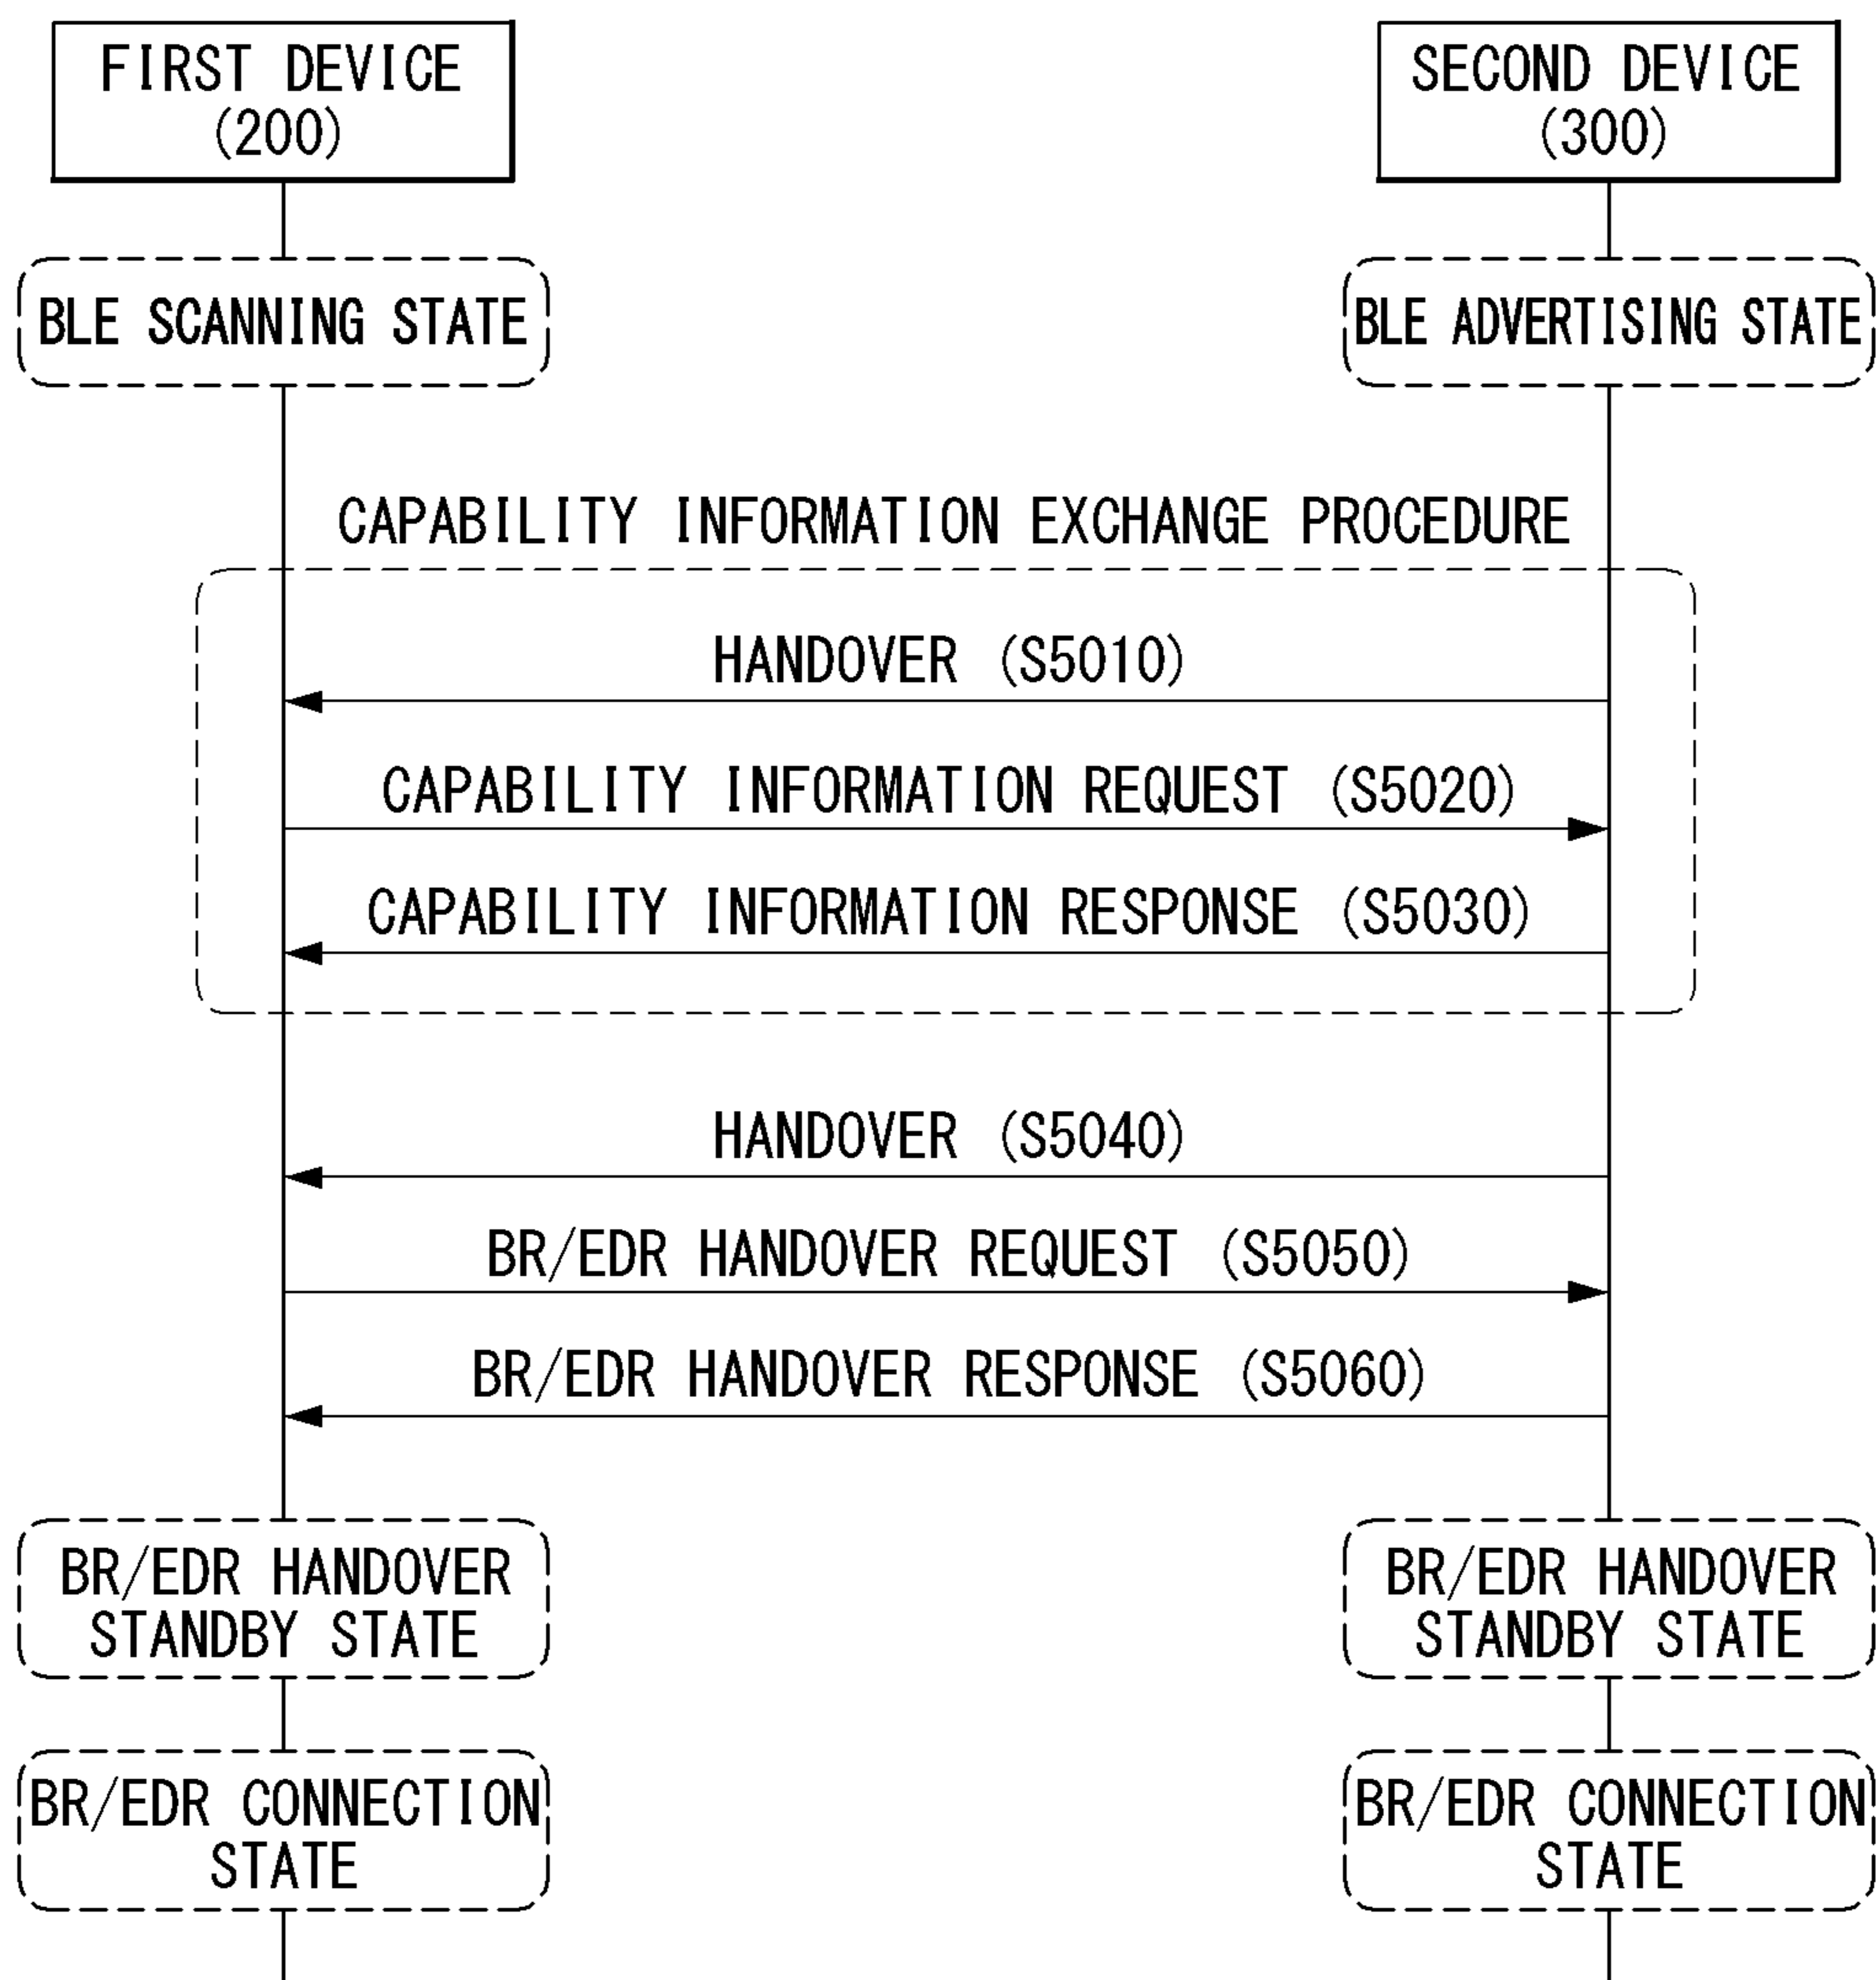 FIRST DEVICE
(200)
SECOND DEVICE
(300)
BLE SCANNING STATE
BLE ADVERTISING STATE
CAPABILITY INFORMATION EXCHANGE PROCEDURE
HANDOVER (S5010)
CAPABILITY INFORMATION REQUEST (S5020)
CAPABILITY INFORMATION RESPONSE (S5030)
HANDOVER (S5040)
BR/EDR HANDOVER REQUEST (S5050)
BR/EDR HANDOVER RESPONSE (S5060)
BR/EDR HANDOVER
STANDBY STATE
BR/EDR HANDOVER
STANDBY STATE
BR/EDR CONNECTION
STATE
BR/EDR CONNECTION
STATE